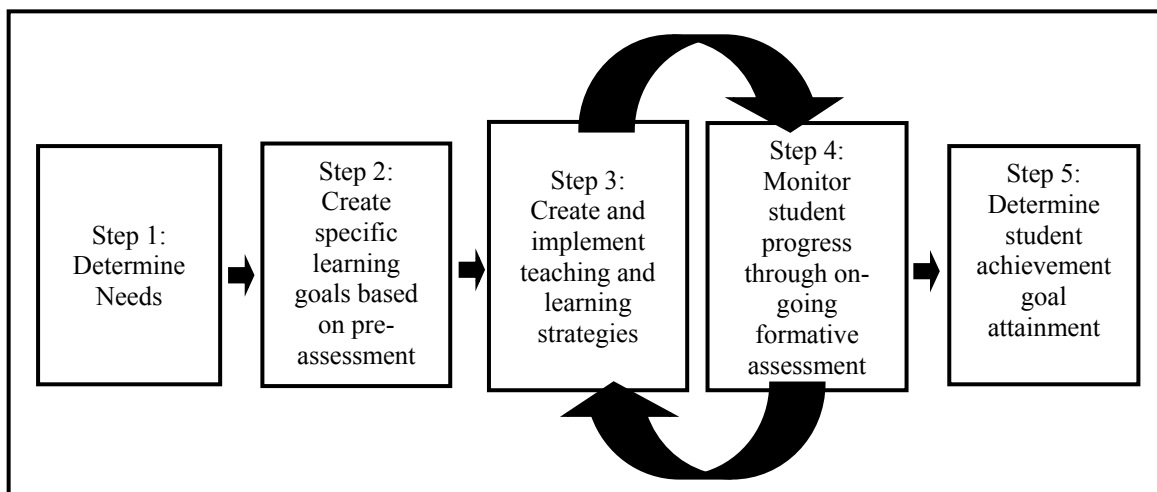 Step 1:
Determine
Needs
Step 2:
Create
specific
learning
goals based
on pre-
assessment
Step 3:
Create and
implement
teaching and
learning
strategies
Step 4:
Monitor
student
progress
through on-
going
formative
assessment
Step 5:
Determine
student
achievement
goal
attainment